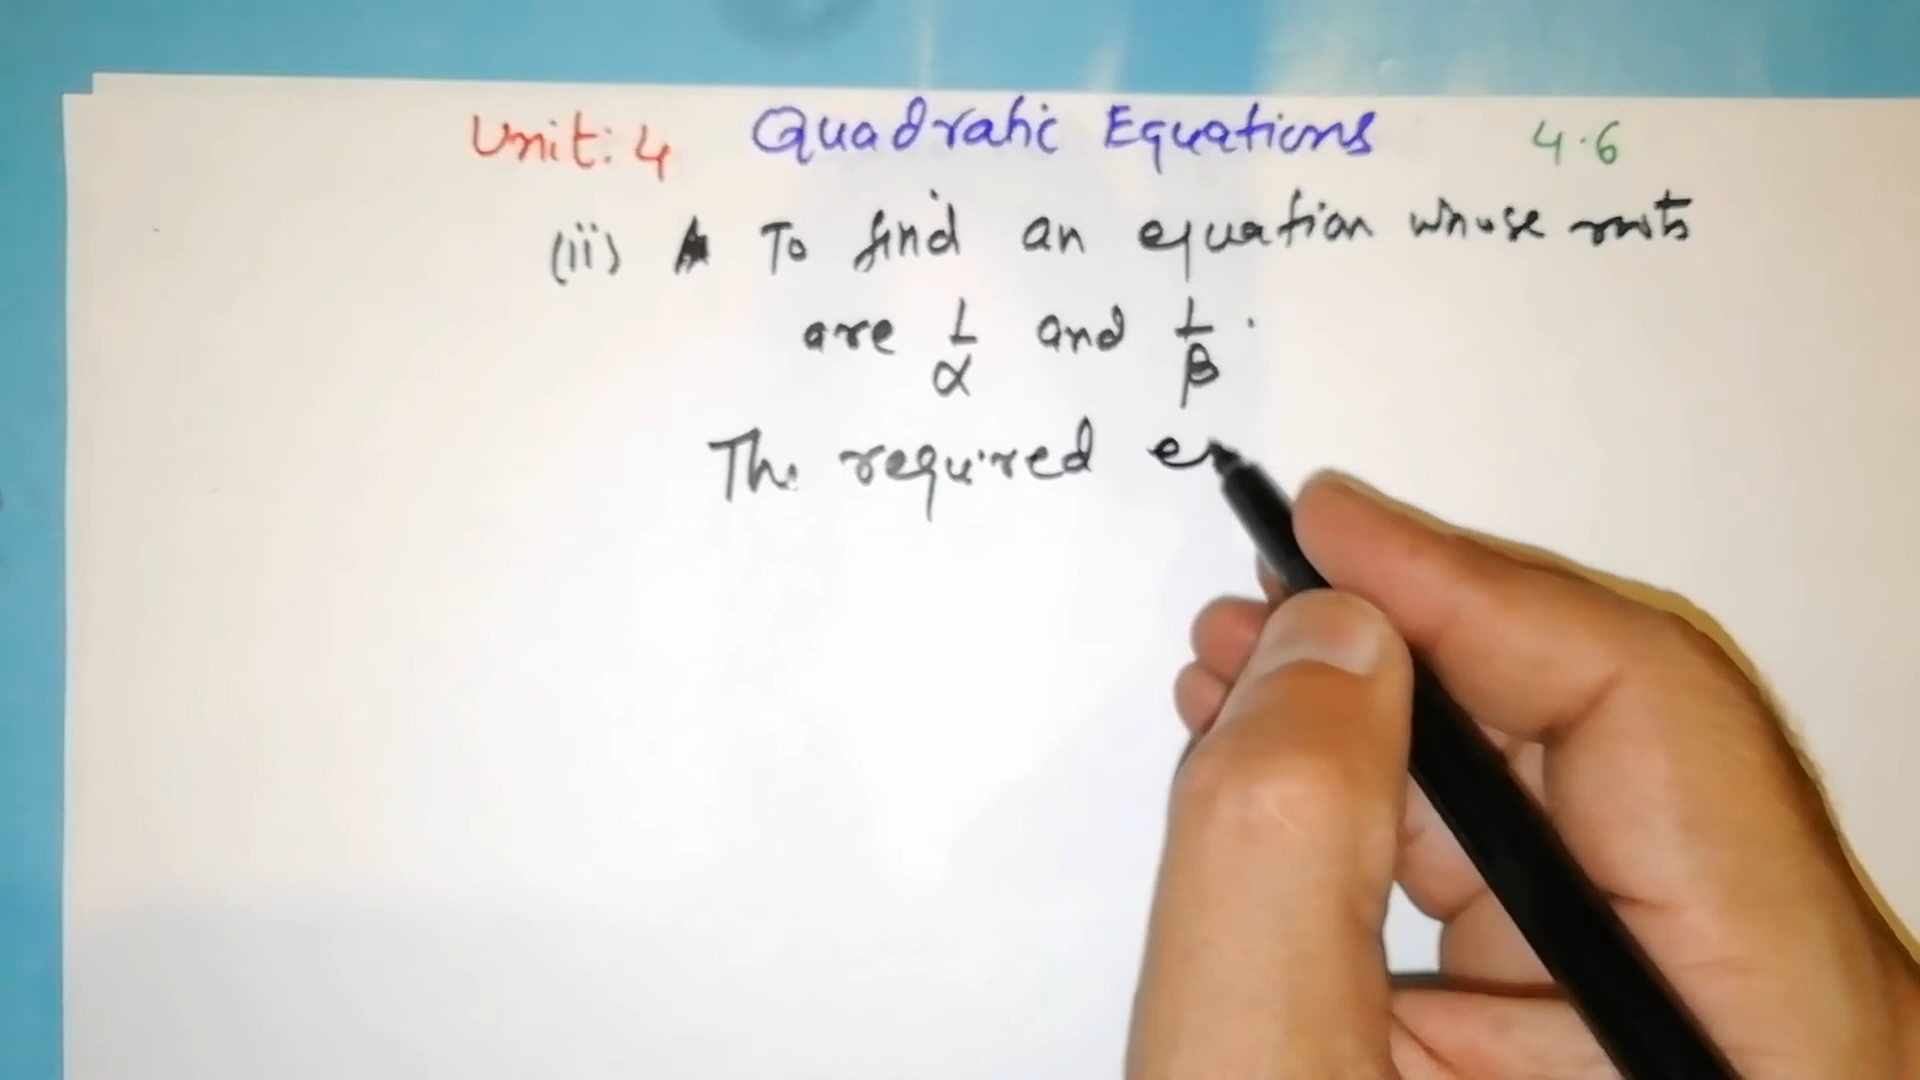 Unit: 4 Quadratic Equations 4.6
(ii) To find an equation whose roots
are 1/α and 1/β.
The required e